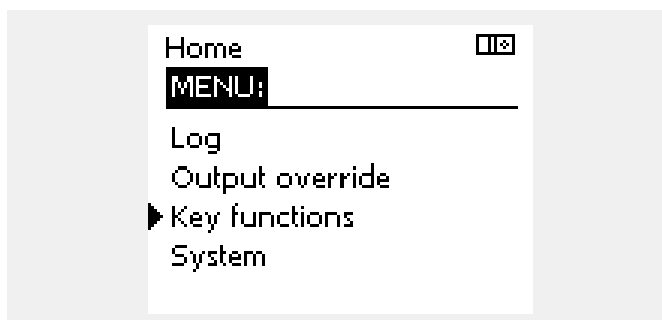 Home
MENU:
Log
Output override
Key functions
System